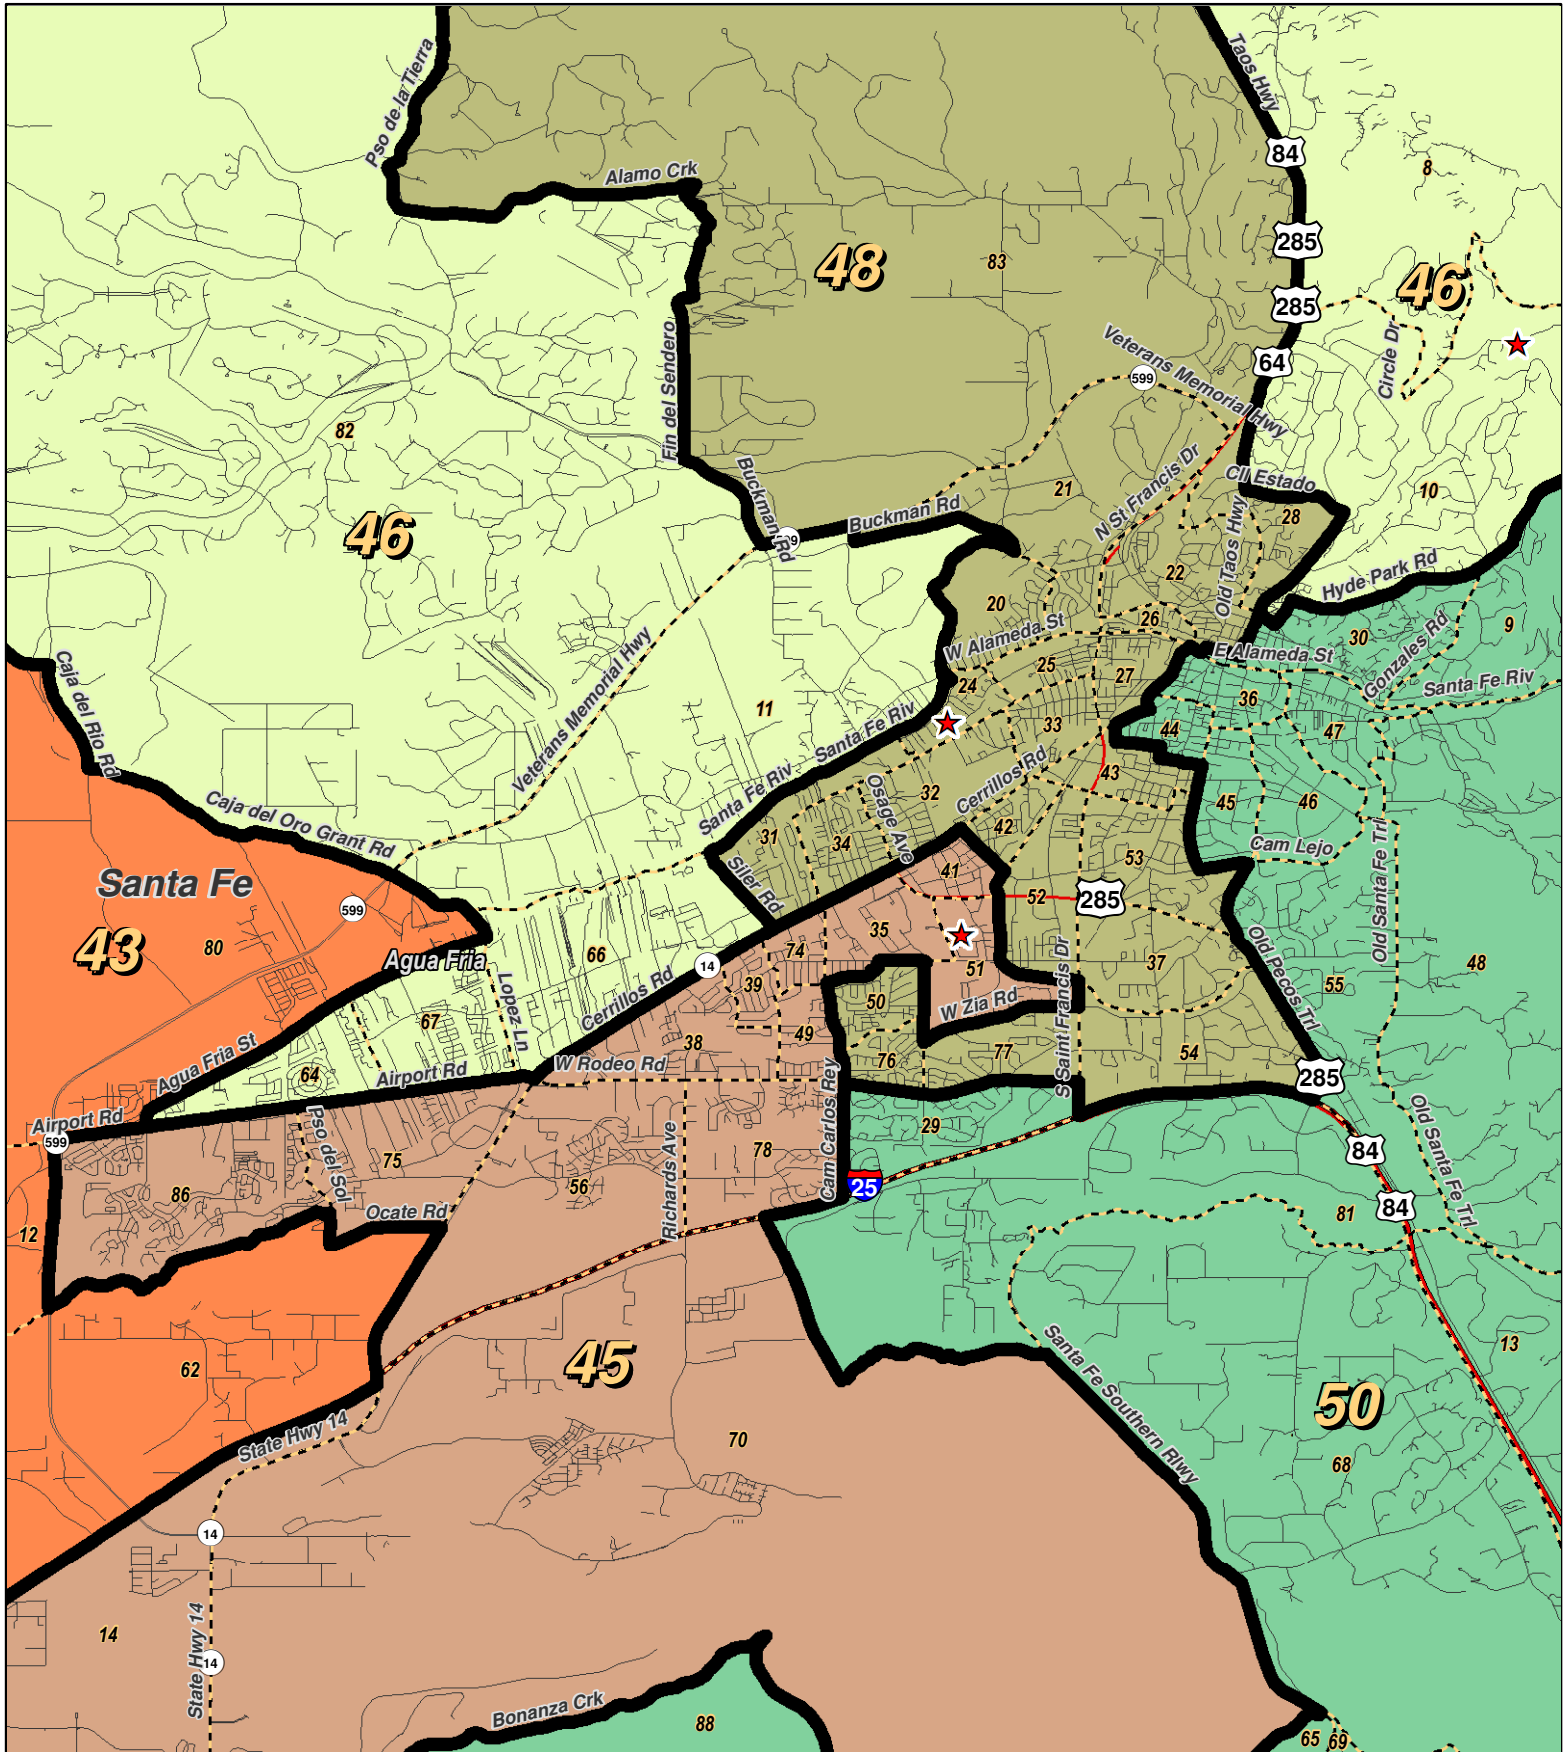 Pso de la Tierra
Taos Hwy
84
8
Alamo Crk
285
48
83
46
285
Fin del Sendero
Veterans Memorial Hwy
64
Circle Dr
599
82
Buckman Rd
N St Francis Dr
Cll Estado
21
10
46
Buckman Rd
28
Old Taos Hwy
22
Hyde Park Rd
20
26
9
30
W Alameda St
E Alameda St
Gonzales Rd
Caja del Rio Rd
Veterans Memorial Hwy
25
24
27
36
Santa Fe Riv
11
Santa Fe Riv
33
44
47
Santa Fe Riv
43
Osage Ave
32
Cerrillos Rd
45
46
Caja del Oro Grant Rd
31
34
42
53
Cam Lejo
Old Santa Fe Trl
Santa Fe
Siler Rd
41
52
285
599
43
80
Agua Fria
66
14
74
35
51
37
Old Pecos Trl
48
Lopez Ln
Cerrillos Rd
39
50
W Zia Rd
S Saint Francis Dr
55
67
38
49
76
77
54
Agua Fria St
64
Airport Rd
W Rodeo Rd
285
Airport Rd
599
Pso del Sol
Richards Ave
Cam Carlos Rey
29
Old Santa Fe Trl
75
78
84
86
56
25
84
12
Ocate Rd
81
62
45
Santa Fe Southern Rlwy
13
50
State Hwy 14
70
68
14
14
State Hwy 14
14
Bonanza Crk
88
65
69